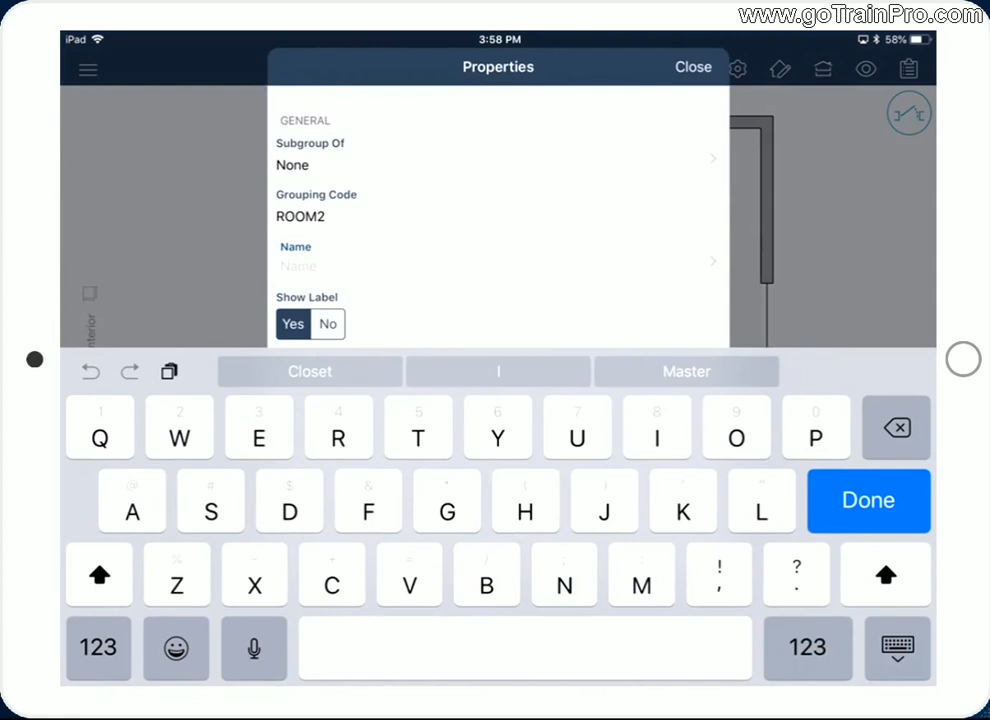 www.goTrainPro.com
iPad 3:58 PM 58%
Properties Close
GENERAL
Subgroup Of
None
Grouping Code
ROOM2
Name
Name
Show Label
Yes No
Interior
Closet I Master
1 2 3 4 5 6 7 8 9 0
Q W E R T Y U I O P
@ # $ & * ( ) ' "
A S D F G H J K L Done
% - + = / ; : ! ?
Z X C V B N M , .
123 123